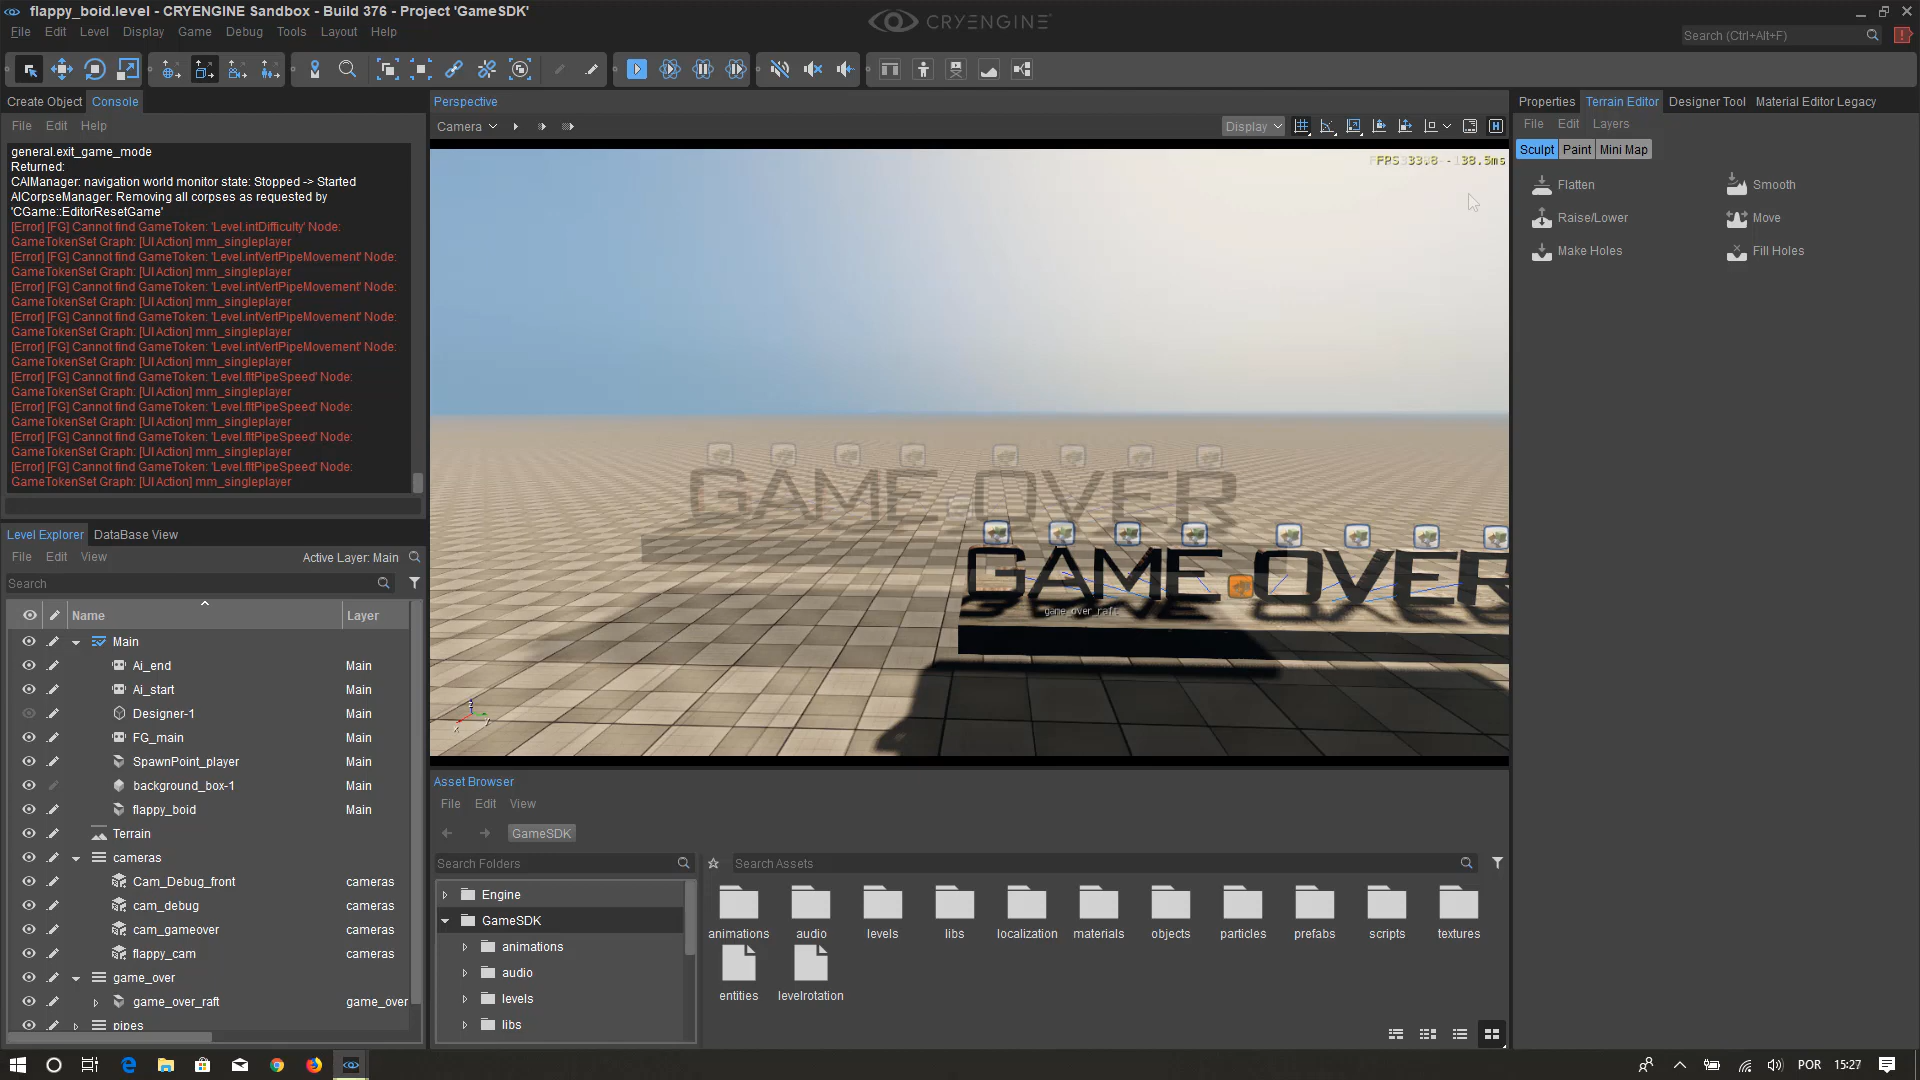 flappy_boid.level - CRYENGINE Sandbox - Build 376 - Project 'GameSDK'
CRYENGINE
File Edit Level Display Game Debug Tools Layout Help
Search (Ctrl+Alt+F)
Create Object Console
File Edit Help
general.exit_game_mode
Returned:
CAIManager: navigation world monitor state: Stopped -> Started
AICorpseManager: Removing all corpses as requested by
'CGame::EditorResetGame'
[Error] [FG] Cannot find GameToken: 'Level.intDifficulty' Node:
GameTokenSet Graph: [UI Action] mm_singleplayer
[Error] [FG] Cannot find GameToken: 'Level.intVertPipeMovement' Node:
GameTokenSet Graph: [UI Action] mm_singleplayer
[Error] [FG] Cannot find GameToken: 'Level.intVertPipeMovement' Node:
GameTokenSet Graph: [UI Action] mm_singleplayer
[Error] [FG] Cannot find GameToken: 'Level.intVertPipeMovement' Node:
GameTokenSet Graph: [UI Action] mm_singleplayer
[Error] [FG] Cannot find GameToken: 'Level.intVertPipeMovement' Node:
GameTokenSet Graph: [UI Action] mm_singleplayer
[Error] [FG] Cannot find GameToken: 'Level.fltPipeSpeed' Node:
GameTokenSet Graph: [UI Action] mm_singleplayer
[Error] [FG] Cannot find GameToken: 'Level.fltPipeSpeed' Node:
GameTokenSet Graph: [UI Action] mm_singleplayer
[Error] [FG] Cannot find GameToken: 'Level.fltPipeSpeed' Node:
GameTokenSet Graph: [UI Action] mm_singleplayer
[Error] [FG] Cannot find GameToken: 'Level.fltPipeSpeed' Node:
GameTokenSet Graph: [UI Action] mm_singleplayer
Level Explorer DataBase View
File Edit View
Active Layer: Main
Search
Name Layer
Main
Ai_end Main
Ai_start Main
Designer-1 Main
FG_main Main
SpawnPoint_player Main
background_box-1 Main
flappy_boid Main
Terrain
cameras
Cam_Debug_front cameras
cam_debug cameras
cam_gameover cameras
flappy_cam cameras
game_over
game_over_raft game_over
pipes
Perspective
Camera
Display
FPS
GAME OVER
GAME OVER
game_over_raft
z
x
y
Asset Browser
File Edit View
GameSDK
Search Folders
Search Assets
Engine
GameSDK
animations
audio
levels
libs
animations audio levels libs localization materials objects particles prefabs scripts textures
entities levelrotation
Properties Terrain Editor Designer Tool Material Editor Legacy
File Edit Layers
Sculpt Paint Mini Map
Flatten Smooth
Raise/Lower Move
Make Holes Fill Holes
POR 15:27